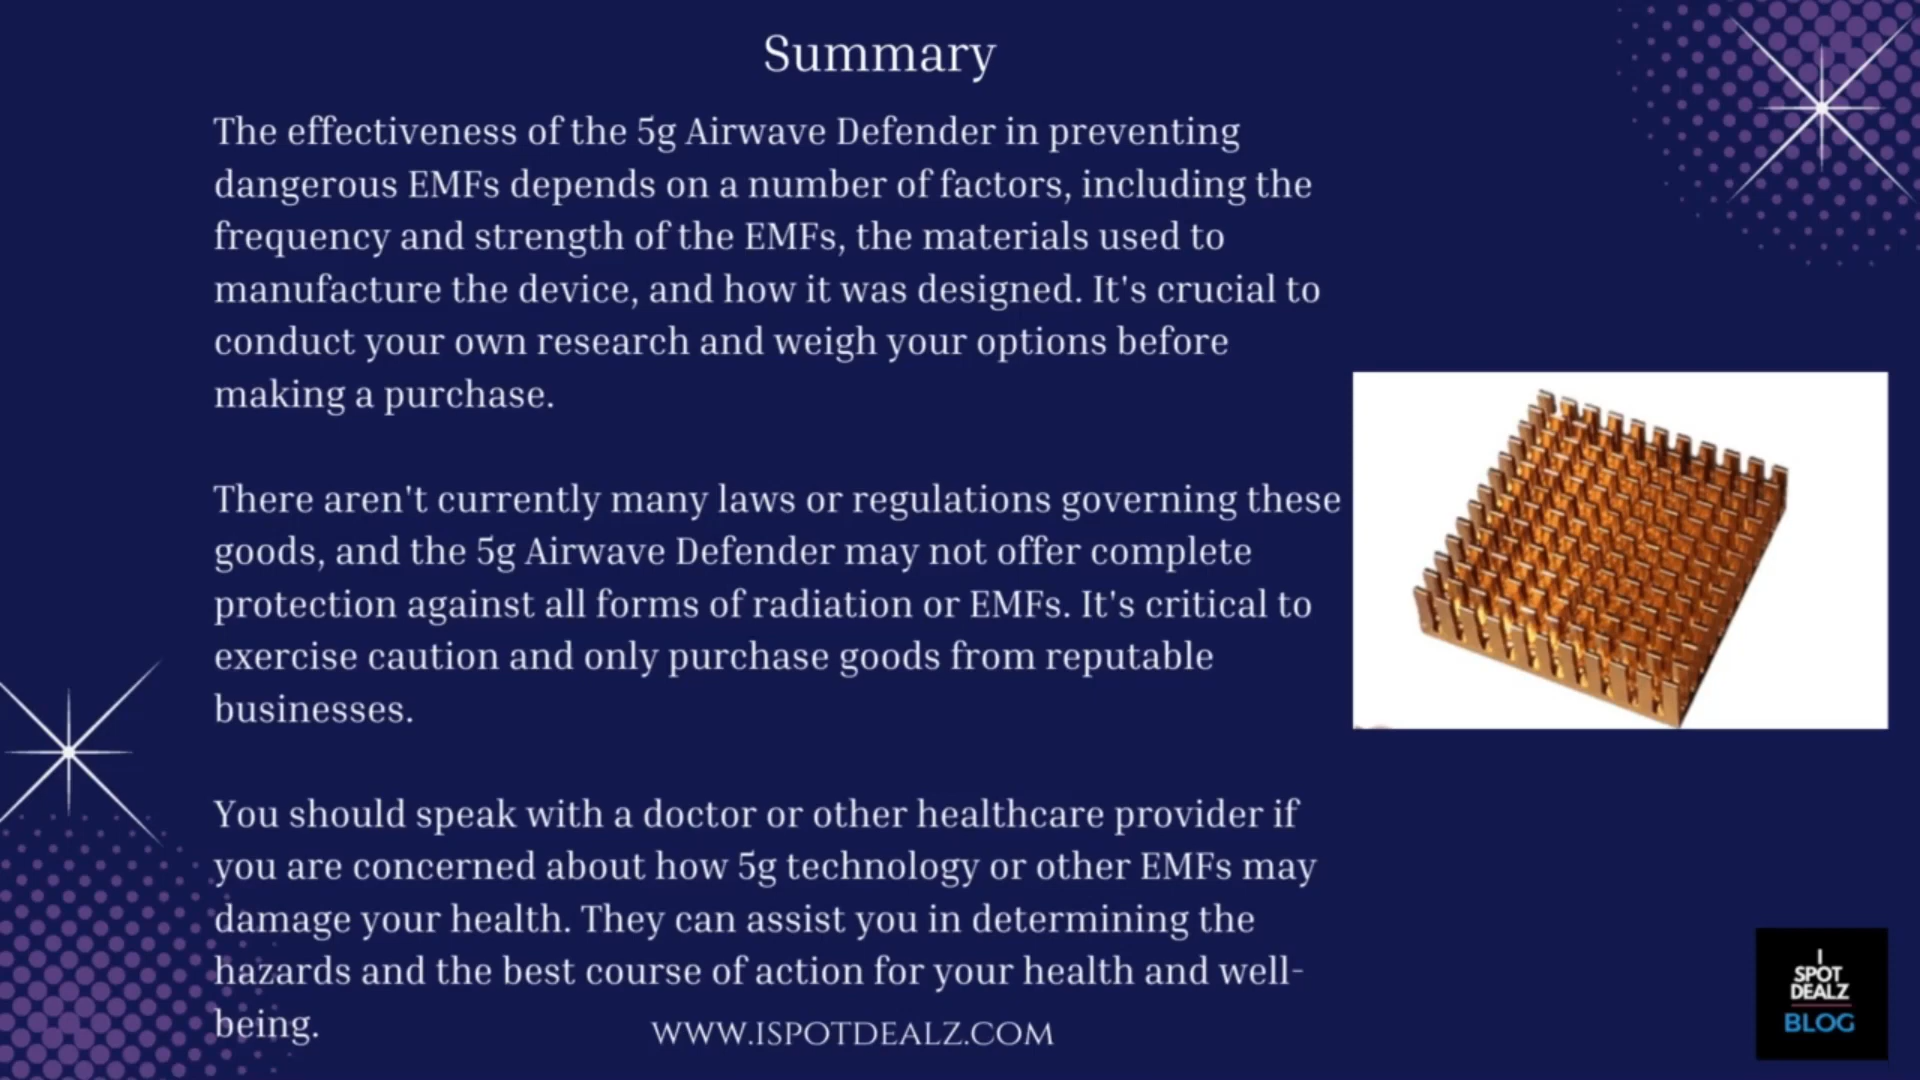 Summary
The effectiveness of the 5g Airwave Defender in preventing
dangerous EMFs depends on a number of factors, including the
frequency and strength of the EMFs, the materials used to
manufacture the device, and how it was designed. It's crucial to
conduct your own research and weigh your options before
making a purchase.
There aren't currently many laws or regulations governing these
goods, and the 5g Airwave Defender may not offer complete
protection against all forms of radiation or EMFs. It's critical to
exercise caution and only purchase goods from reputable
businesses.
You should speak with a doctor or other healthcare provider if
you are concerned about how 5g technology or other EMFs may
damage your health. They can assist you in determining the
hazards and the best course of action for your health and well-
being.
WWW.ISPOTDEALZ.COM
I
SPOT
DEALZ
BLOG